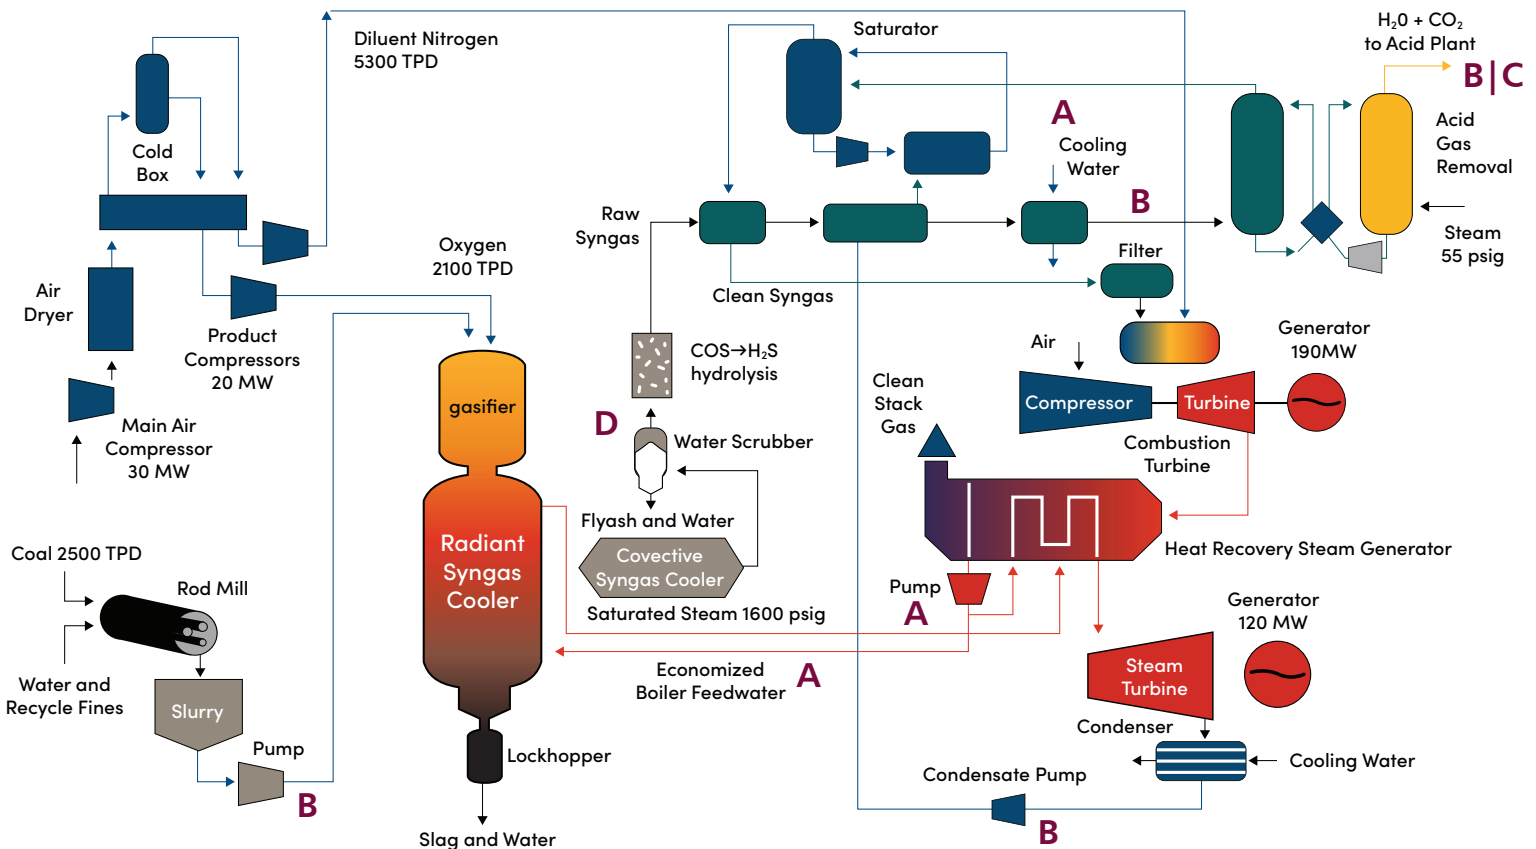 Diluent Nitrogen
5300 TPD
Cold
Box
Air
Dryer
Product
Compressors
20 MW
Main Air
Compressor
30 MW
Oxygen
2100 TPD
Coal 2500 TPD
Rod Mill
Water and
Recycle Fines
Slurry
Pump
B
gasifier
Radiant
Syngas
Cooler
Lockhopper
Slag and Water
Saturator
A
Cooling
Water
B
Raw
Syngas
Clean Syngas
COS→H₂S
hydrolysis
D
Water Scrubber
Flyash and Water
Covective
Syngas Cooler
Saturated Steam 1600 psig
Economized
Boiler Feedwater
A
H₂0 + CO₂
to Acid Plant
B|C
Acid
Gas
Removal
Steam
55 psig
Filter
Air
Generator
190MW
Compressor
Turbine
Combustion
Turbine
Clean
Stack
Gas
Heat Recovery Steam Generator
Pump
A
Generator
120 MW
Steam
Turbine
Condenser
Cooling Water
Condensate Pump
B